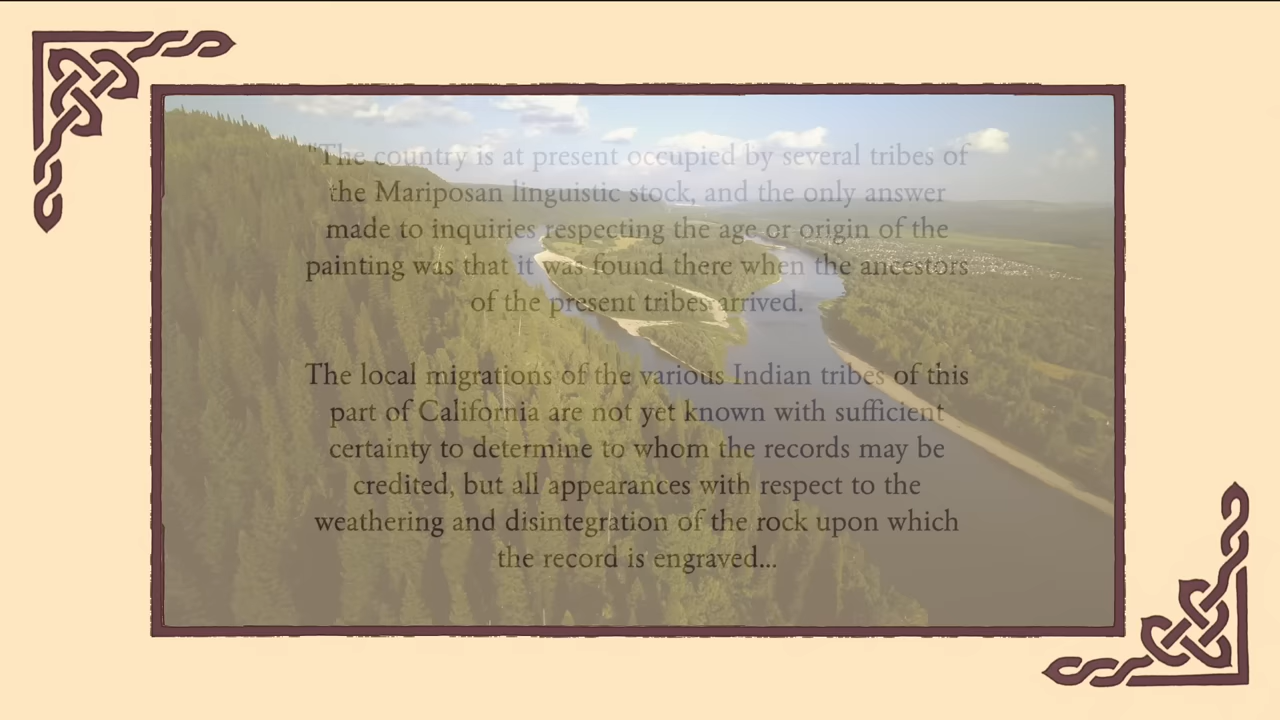 "The country is at present occupied by several tribes of
the Mariposan linguistic stock, and the only answer
made to inquiries respecting the age or origin of the
painting was that it was found there when the ancestors
of the present tribes arrived.
The local migrations of the various Indian tribes of this
part of California are not yet known with sufficient
certainty to determine to whom the records may be
credited, but all appearances with respect to the
weathering and disintegration of the rock upon which
the record is engraved...